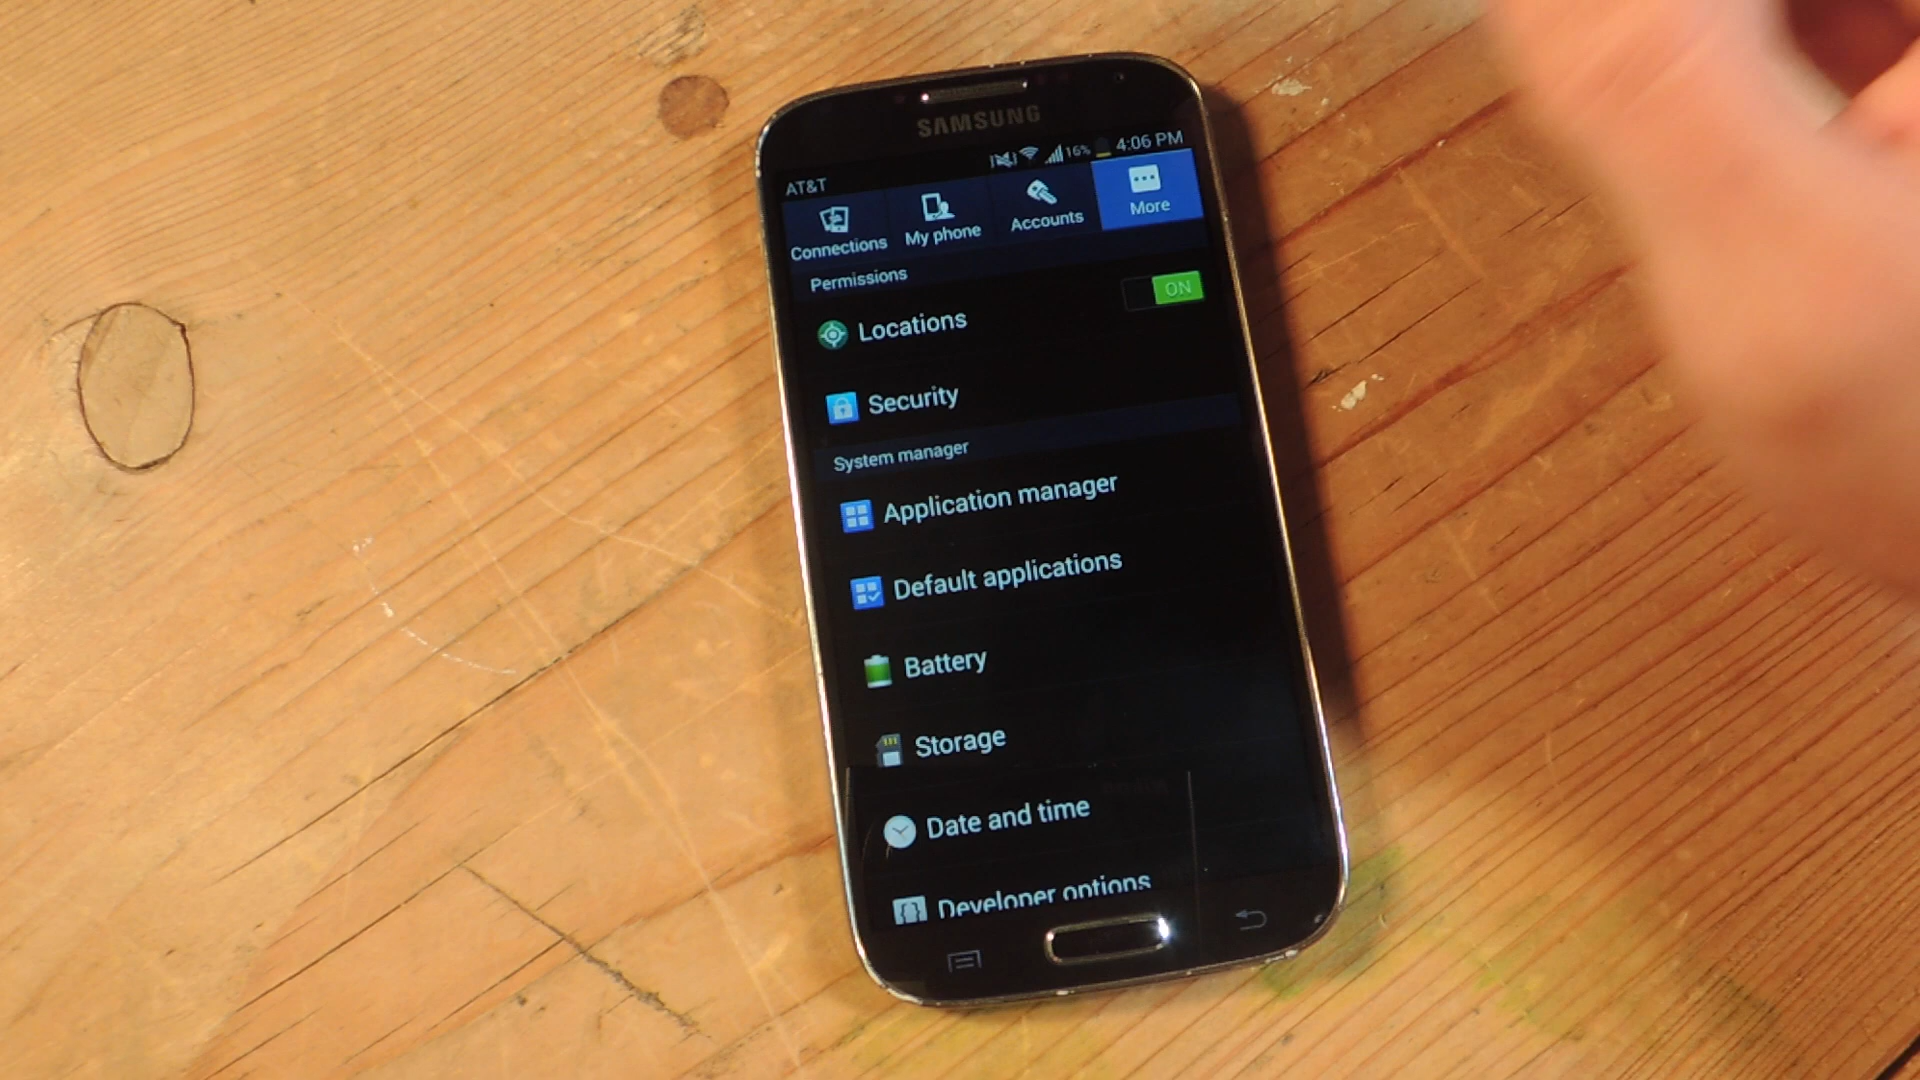 SAMSUNG
AT&T 16% 4:06 PM
Connections My phone Accounts More
Permissions
Locations ON
Security
System manager
Application manager
Default applications
Battery
Storage
Date and time
Developer options